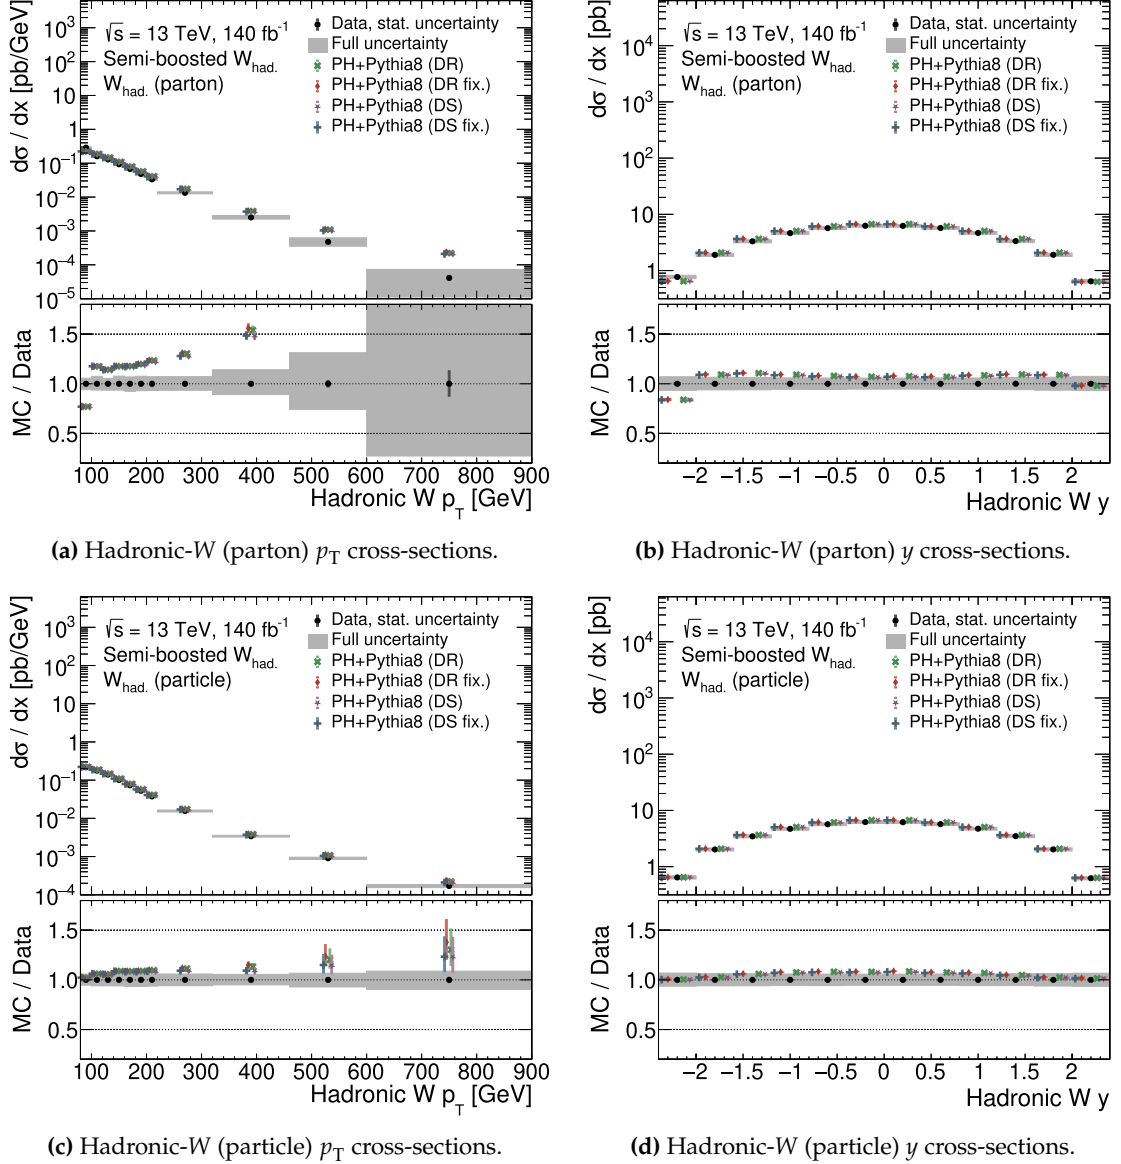 dσ / dx [pb/GeV]
10³
10²
10
1
10⁻¹
10⁻²
10⁻³
10⁻⁴
10⁻⁵
√s = 13 TeV, 140 fb⁻¹
Semi-boosted W_had.
W_had. (parton)
Data, stat. uncertainty
Full uncertainty
PH+Pythia8 (DR)
PH+Pythia8 (DR fix.)
PH+Pythia8 (DS)
PH+Pythia8 (DS fix.)
MC / Data
1.5
1.0
0.5
100 200 300 400 500 600 700 800 900
Hadronic W p_T [GeV]
(a) Hadronic-W (parton) p_T cross-sections.
dσ / dx [pb]
10⁴
10³
10²
10
1
√s = 13 TeV, 140 fb⁻¹
Semi-boosted W_had.
W_had. (parton)
Data, stat. uncertainty
Full uncertainty
PH+Pythia8 (DR)
PH+Pythia8 (DR fix.)
PH+Pythia8 (DS)
PH+Pythia8 (DS fix.)
MC / Data
1.5
1.0
0.5
−2 −1.5 −1 −0.5 0 0.5 1 1.5 2
Hadronic W y
(b) Hadronic-W (parton) y cross-sections.
dσ / dx [pb/GeV]
10³
10²
10
1
10⁻¹
10⁻²
10⁻³
10⁻⁴
√s = 13 TeV, 140 fb⁻¹
Semi-boosted W_had.
W_had. (particle)
Data, stat. uncertainty
Full uncertainty
PH+Pythia8 (DR)
PH+Pythia8 (DR fix.)
PH+Pythia8 (DS)
PH+Pythia8 (DS fix.)
MC / Data
1.5
1.0
0.5
100 200 300 400 500 600 700 800 900
Hadronic W p_T [GeV]
(c) Hadronic-W (particle) p_T cross-sections.
dσ / dx [pb]
10⁴
10³
10²
10
1
√s = 13 TeV, 140 fb⁻¹
Semi-boosted W_had.
W_had. (particle)
Data, stat. uncertainty
Full uncertainty
PH+Pythia8 (DR)
PH+Pythia8 (DR fix.)
PH+Pythia8 (DS)
PH+Pythia8 (DS fix.)
MC / Data
1.5
1.0
0.5
−2 −1.5 −1 −0.5 0 0.5 1 1.5 2
Hadronic W y
(d) Hadronic-W (particle) y cross-sections.